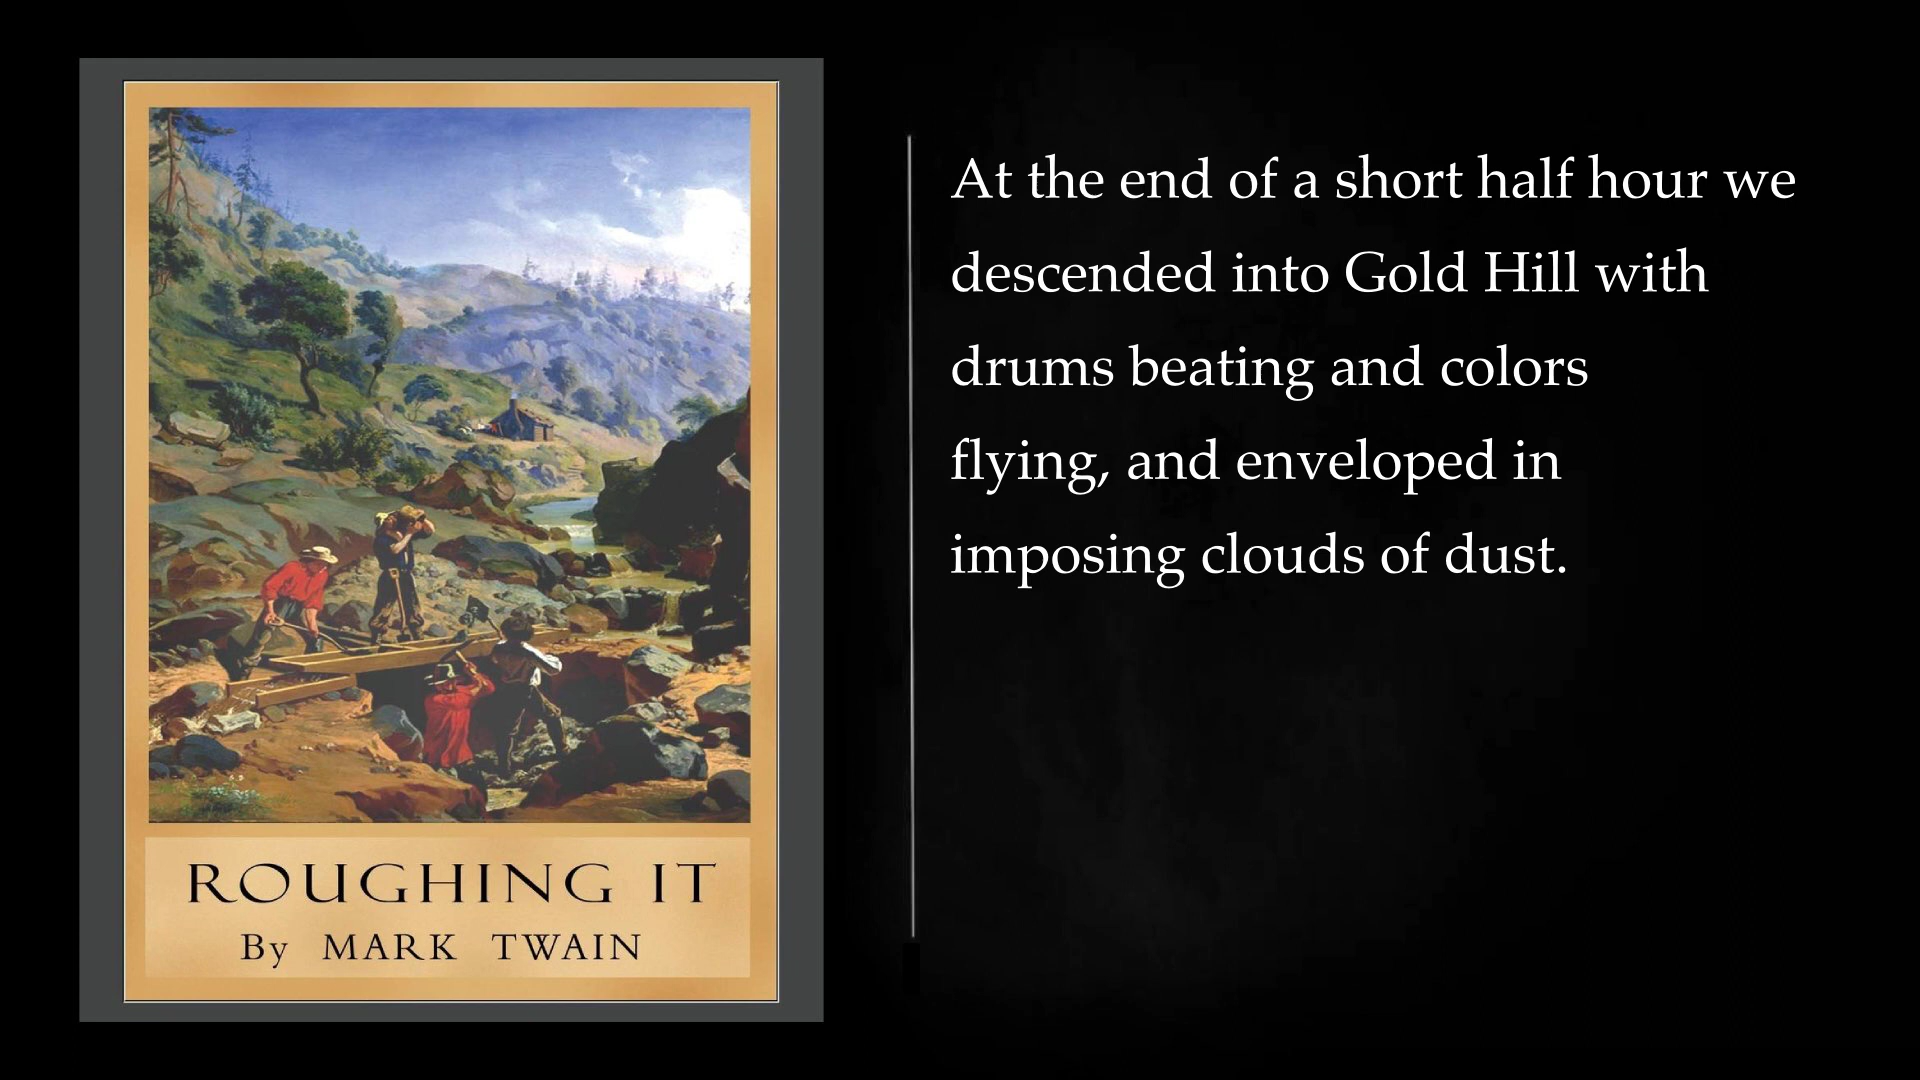 At the end of a short half hour we
descended into Gold Hill with
drums beating and colors
flying, and enveloped in
imposing clouds of dust.
ROUGHING IT
By MARK TWAIN